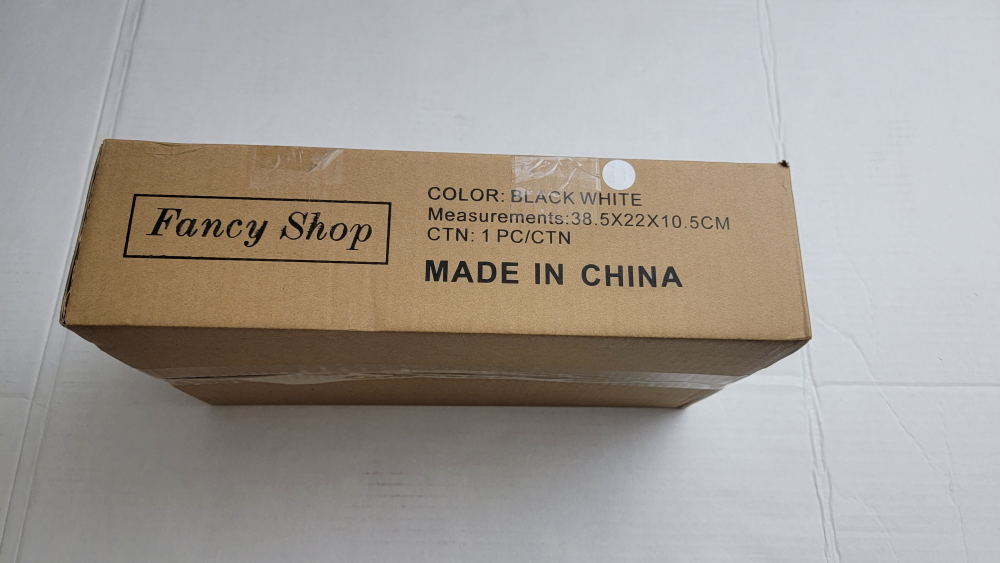 Fancy Shop
COLOR: BLACK WHITE
Measurements:38.5X22X10.5CM
CTN: 1 PC/CTN
MADE IN CHINA